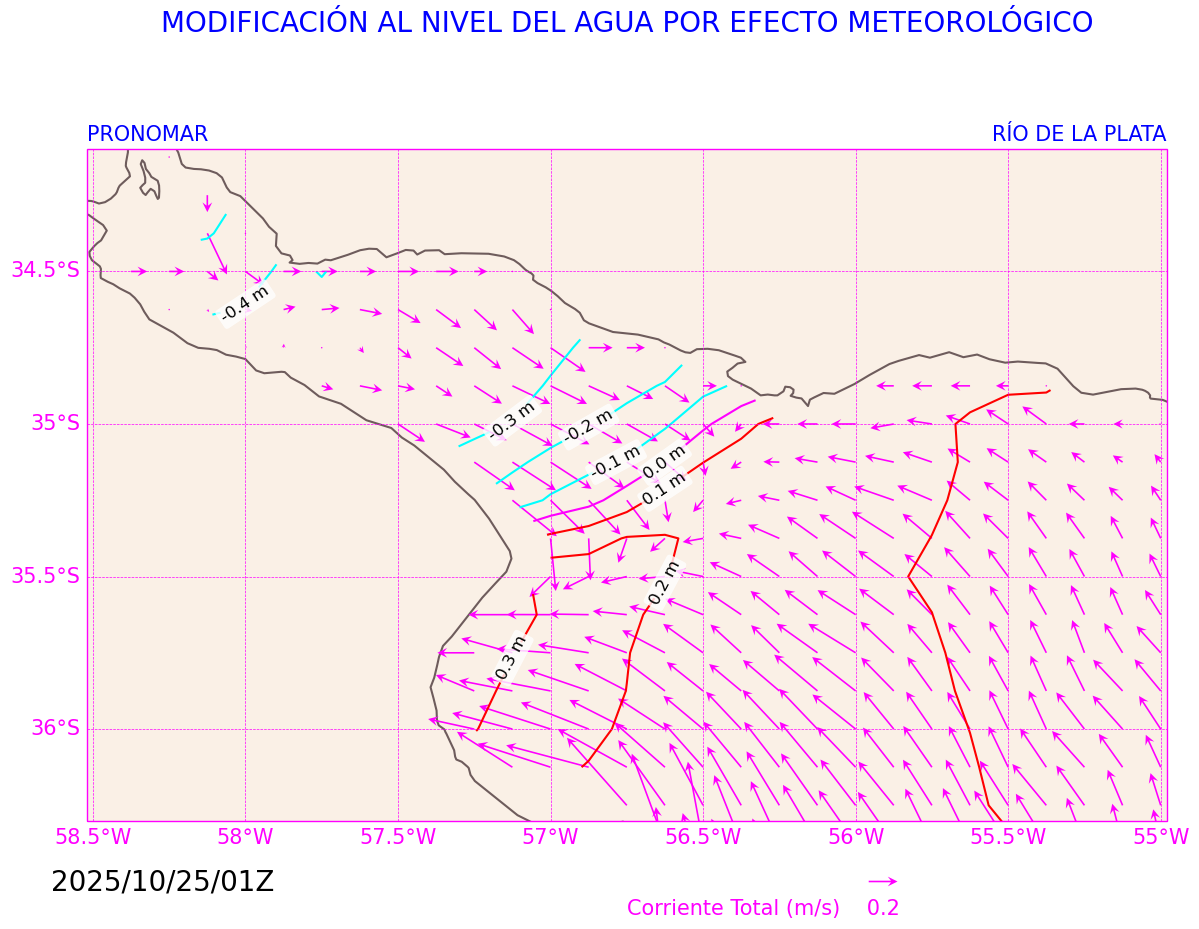 MODIFICACIÓN AL NIVEL DEL AGUA POR EFECTO METEOROLÓGICO
PRONOMAR
RÍO DE LA PLATA
34.5°S
35°S
35.5°S
36°S
-0.4 m
-0.3 m
-0.2 m
-0.1 m
0.0 m
0.1 m
0.2 m
0.3 m
58.5°W
58°W
57.5°W
57°W
56.5°W
56°W
55.5°W
55°W
2025/10/25/01Z
Corriente Total (m/s)
0.2